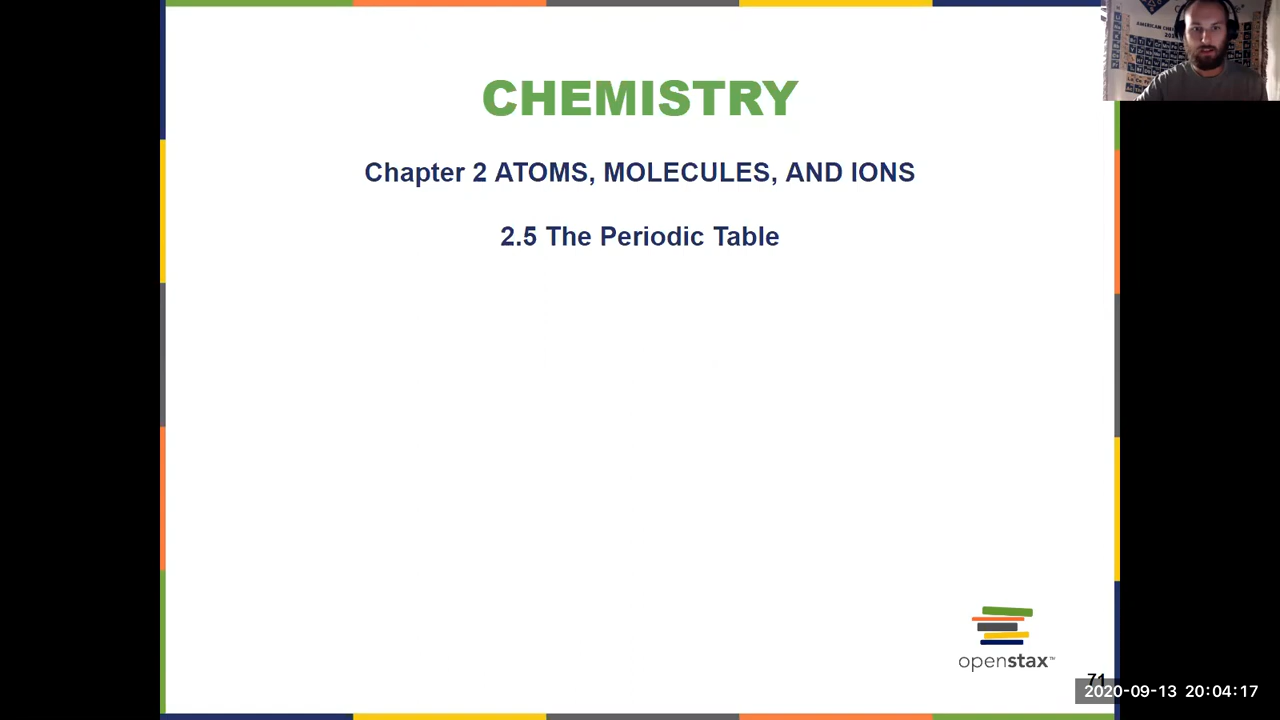 CHEMISTRY
Chapter 2 ATOMS, MOLECULES, AND IONS
2.5 The Periodic Table
openstax™
71
2020-09-13 20:04:17